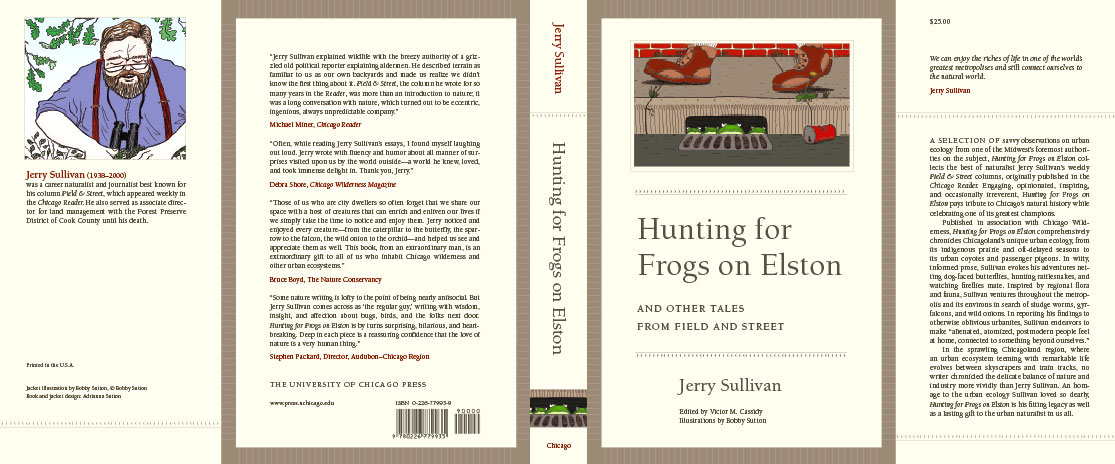 Jerry Sullivan (1938–2000)
was a career naturalist and journalist best known for
his column Field & Street, which appeared weekly in
the Chicago Reader. He also served as associate direc-
tor for land management with the Forest Preserve
District of Cook County until his death.
Printed in the U.S.A.
Jacket illustration by Bobby Sutton, © Bobby Sutton
Book and jacket design: Adrianna Sutton
"Jerry Sullivan explained wildlife with the breezy authority of a griz-
zled old political reporter explaining aldermen. He described terrain as
familiar to us as our own backyards and made us realize we didn't
know the first thing about it. Field & Street, the column he wrote for so
many years in the Reader, was more than an introduction to nature; it
was a long conversation with nature, which turned out to be eccentric,
ingenious, always unpredictable company."
Michael Miner, Chicago Reader
"Often, while reading Jerry Sullivan's essays, I found myself laughing
out loud. Jerry wrote with fluency and humor about all manner of sur-
prises visited upon us by the world outside—a world he knew, loved,
and took immense delight in. Thank you, Jerry."
Debra Shore, Chicago Wilderness Magazine
"Those of us who are city dwellers so often forget that we share our
space with a host of creatures that can enrich and enliven our lives if
we simply take the time to notice and enjoy them. Jerry noticed and
enjoyed every creature—from the caterpillar to the butterfly, the spar-
row to the falcon, the wild onion to the orchid—and helped us see and
appreciate them as well. This book, from an extraordinary man, is an
extraordinary gift to all of us who inhabit Chicago wilderness and
other urban ecosystems."
Bruce Boyd, The Nature Conservancy
"Some nature writing is lofty to the point of being nearly antisocial. But
Jerry Sullivan comes across as 'the regular guy,' writing with wisdom,
insight, and affection about bugs, birds, and the folks next door.
Hunting for Frogs on Elston is by turns surprising, hilarious, and heart-
breaking. Deep in each piece is a reassuring confidence that the love of
nature is a very human thing."
Stephen Packard, Director, Audubon–Chicago Region
THE UNIVERSITY OF CHICAGO PRESS
www.press.uchicago.edu
ISBN 0-226-77993-9
90000
9 780226 779935
Jerry Sullivan
Hunting for Frogs on Elston
Chicago
Hunting for
Frogs on Elston
AND OTHER TALES
FROM FIELD AND STREET
Jerry Sullivan
Edited by Victor M. Cassidy
Illustrations by Bobby Sutton
$25.00
We can enjoy the riches of life in one of the world's
greatest metropolises and still connect ourselves to
the natural world.
Jerry Sullivan
A SELECTION OF savvy observations on urban
ecology from one of the Midwest's foremost authori-
ties on the subject, Hunting for Frogs on Elston col-
lects the best of naturalist Jerry Sullivan's weekly
Field & Street columns, originally published in the
Chicago Reader. Engaging, opinionated, inspiring,
and occasionally irreverent, Hunting for Frogs on
Elston pays tribute to Chicago's natural history while
celebrating one of its greatest champions.
Published in association with Chicago Wild-
erness, Hunting for Frogs on Elston comprehensively
chronicles Chicagoland's unique urban ecology, from
its indigenous prairie and oft-delayed seasons to
its urban coyotes and passenger pigeons. In witty,
informed prose, Sullivan evokes his adventures net-
ting dog-faced butterflies, hunting rattlesnakes, and
watching fireflies mate. Inspired by regional flora
and fauna, Sullivan ventures throughout the metrop-
olis and its environs in search of sludge worms, gyr-
falcons, and wild onions. In reporting his findings to
otherwise oblivious urbanites, Sullivan endeavors to
make "alienated, atomized, postmodern people feel
at home, connected to something beyond ourselves."
In the sprawling Chicagoland region, where
an urban ecosystem teeming with remarkable life
evolves between skyscrapers and train tracks, no
writer chronicled the delicate balance of nature and
industry more vividly than Jerry Sullivan. An hom-
age to the urban ecology Sullivan loved so dearly,
Hunting for Frogs on Elston is his fitting legacy as well
as a lasting gift to the urban naturalist in us all.